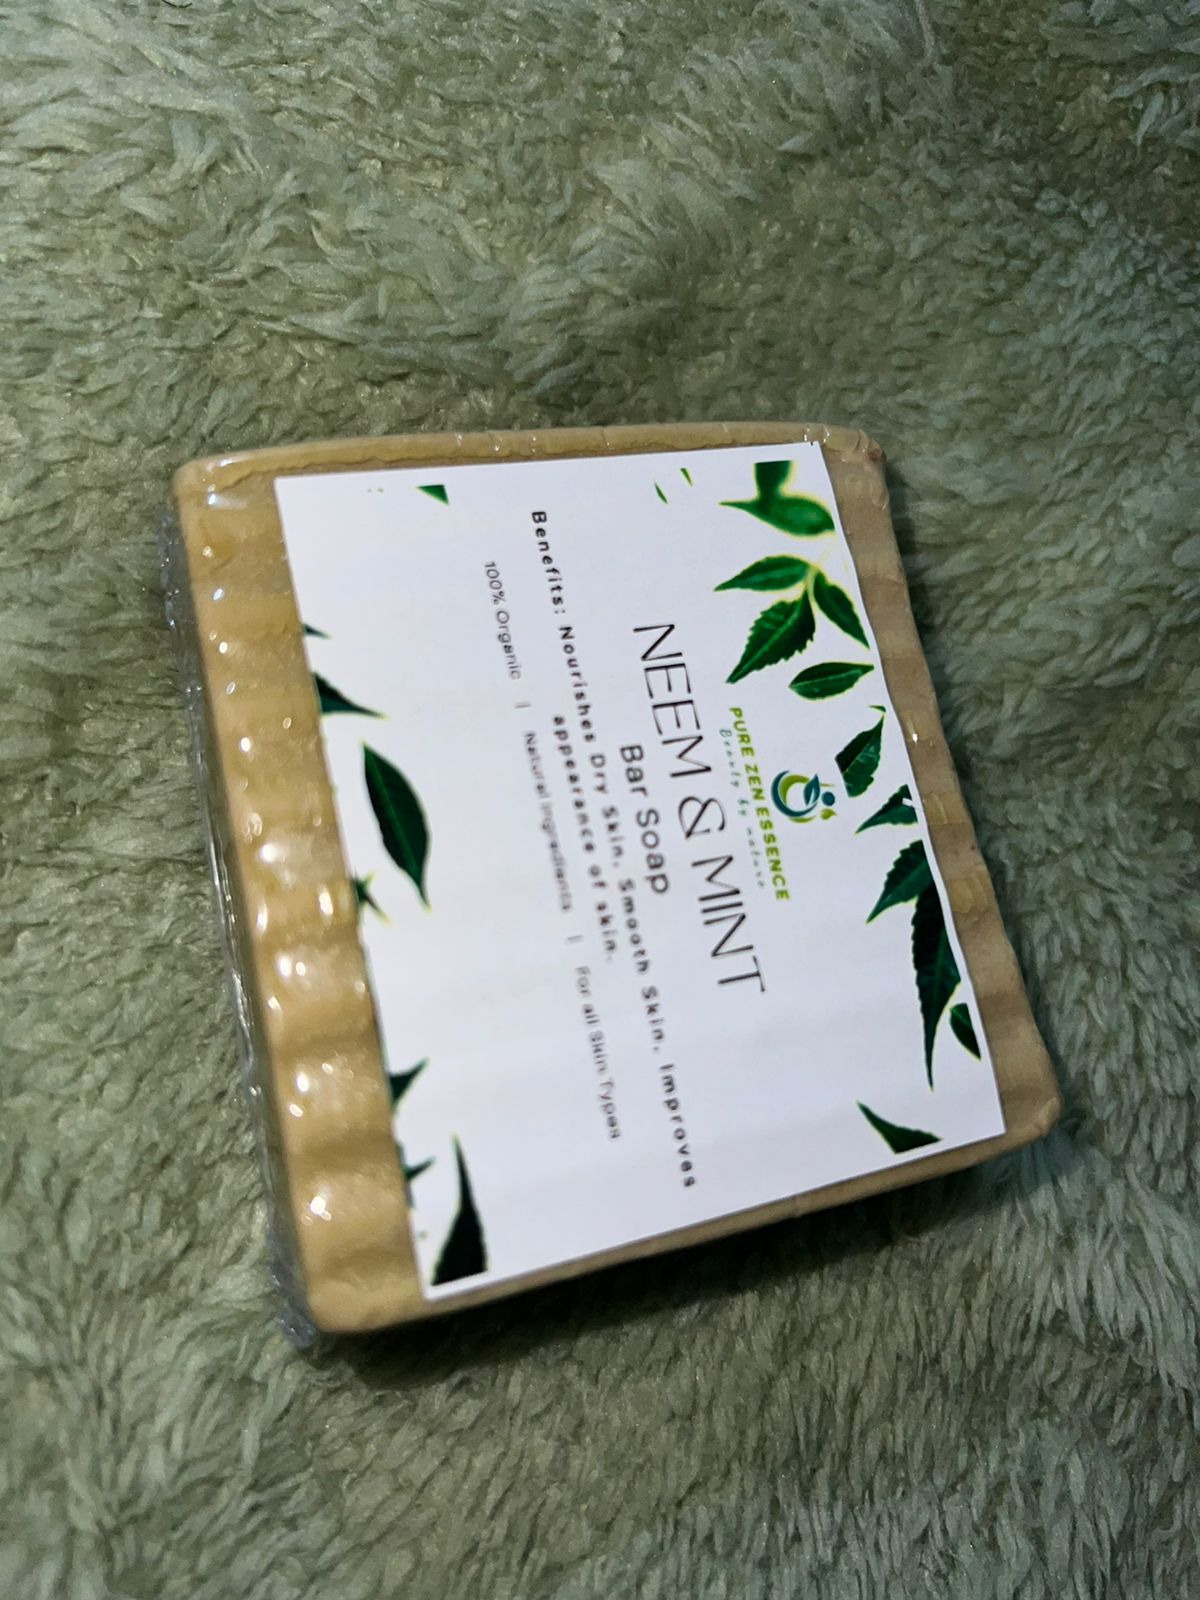 PURE ZEN ESSENCE
Beauty by nature
NEEM & MINT
Bar Soap
Benefits: Nourishes Dry Skin, Smooth Skin, Improves
appearance of skin.
100% Organic | Natural Ingredients | For all Skin Types